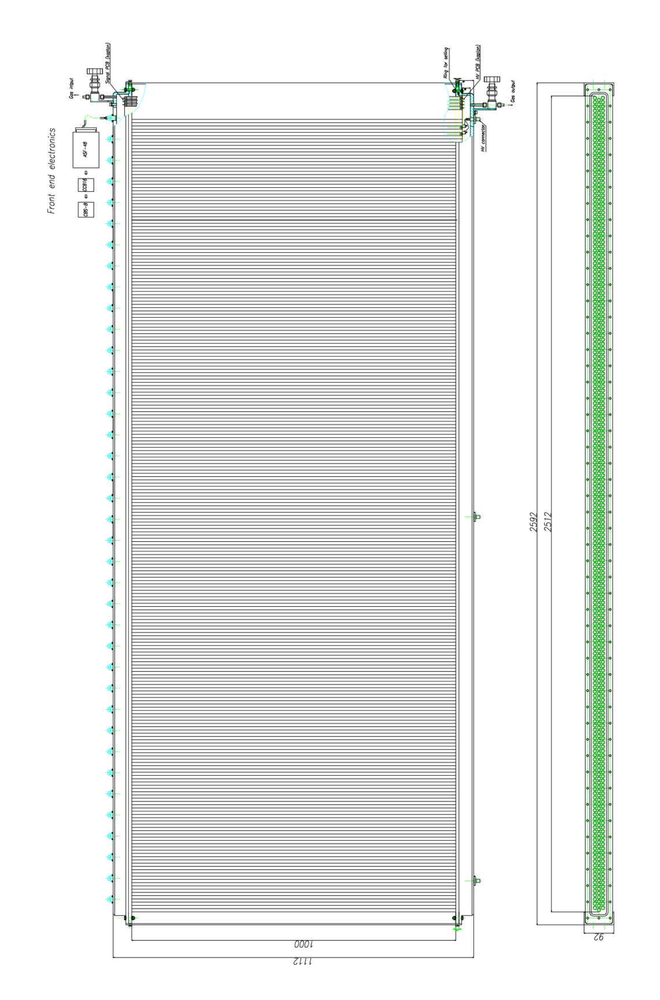 Front end electronics
Gas intput
Signal PCB (kapton)
ASF-48
CCB16
CBS-B
Ring for selling
HV PCB (kapton)
Gas output
HV connector
2592
2512
92
1000
1112